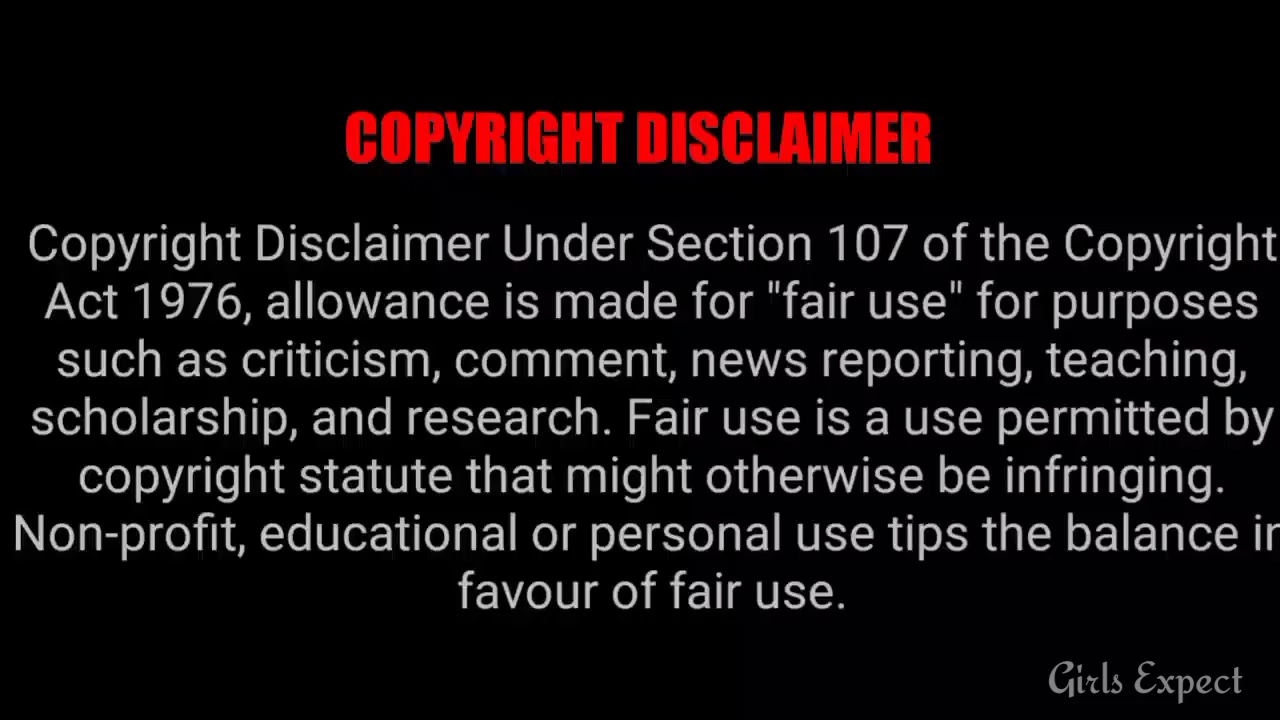 COPYRIGHT DISCLAIMER
Copyright Disclaimer Under Section 107 of the Copyright
Act 1976, allowance is made for "fair use" for purposes
such as criticism, comment, news reporting, teaching,
scholarship, and research. Fair use is a use permitted by
copyright statute that might otherwise be infringing.
Non-profit, educational or personal use tips the balance in
favour of fair use.
Girls Expect